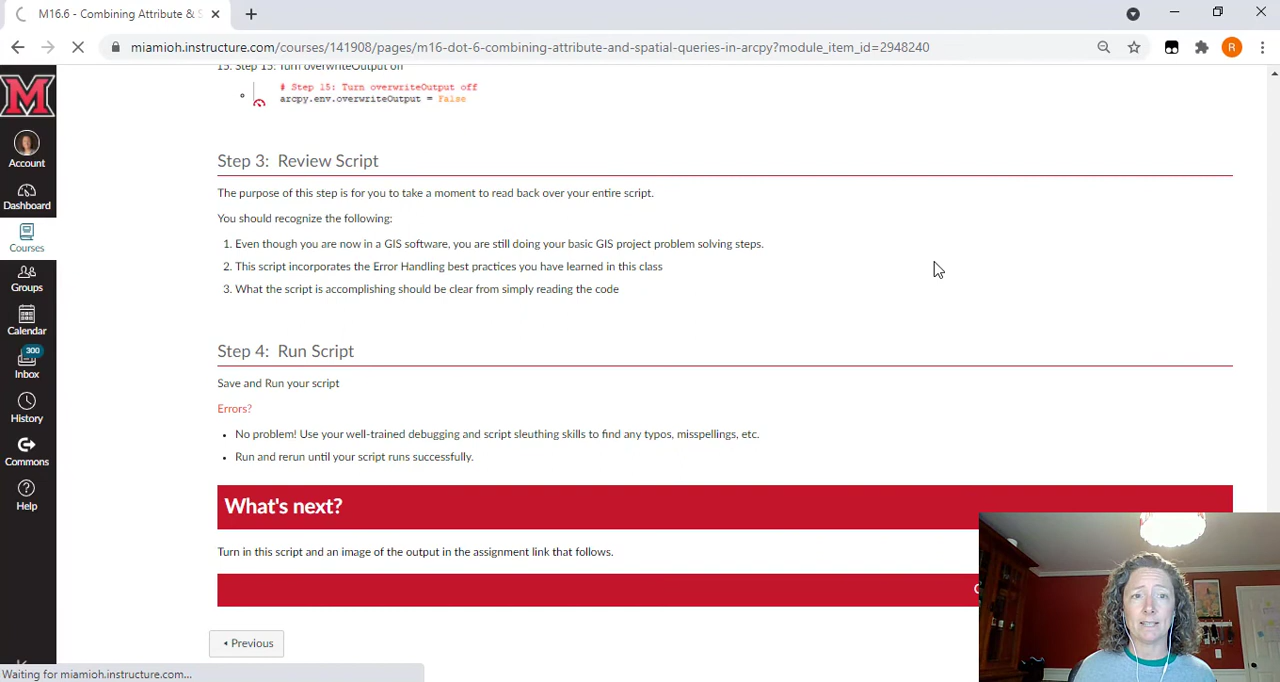 M16.6 - Combining Attribute & S
miamioh.instructure.com/courses/141908/pages/m16-dot-6-combining-attribute-and-spatial-queries-in-arcpy?module_item_id=2948240
R
M
Account
Dashboard
Courses
Groups
Calendar
300
Inbox
History
Commons
Help
15. Step 15: Turn overwriteOutput off
# Step 15: Turn overwriteOutput off
arcpy.env.overwriteOutput = False
Step 3: Review Script
The purpose of this step is for you to take a moment to read back over your entire script.
You should recognize the following:
1. Even though you are now in a GIS software, you are still doing your basic GIS project problem solving steps.
2. This script incorporates the Error Handling best practices you have learned in this class
3. What the script is accomplishing should be clear from simply reading the code
Step 4: Run Script
Save and Run your script
Errors?
• No problem! Use your well-trained debugging and script sleuthing skills to find any typos, misspellings, etc.
• Run and rerun until your script runs successfully.
What's next?
Turn in this script and an image of the output in the assignment link that follows.
◂ Previous
Waiting for miamioh.instructure.com...